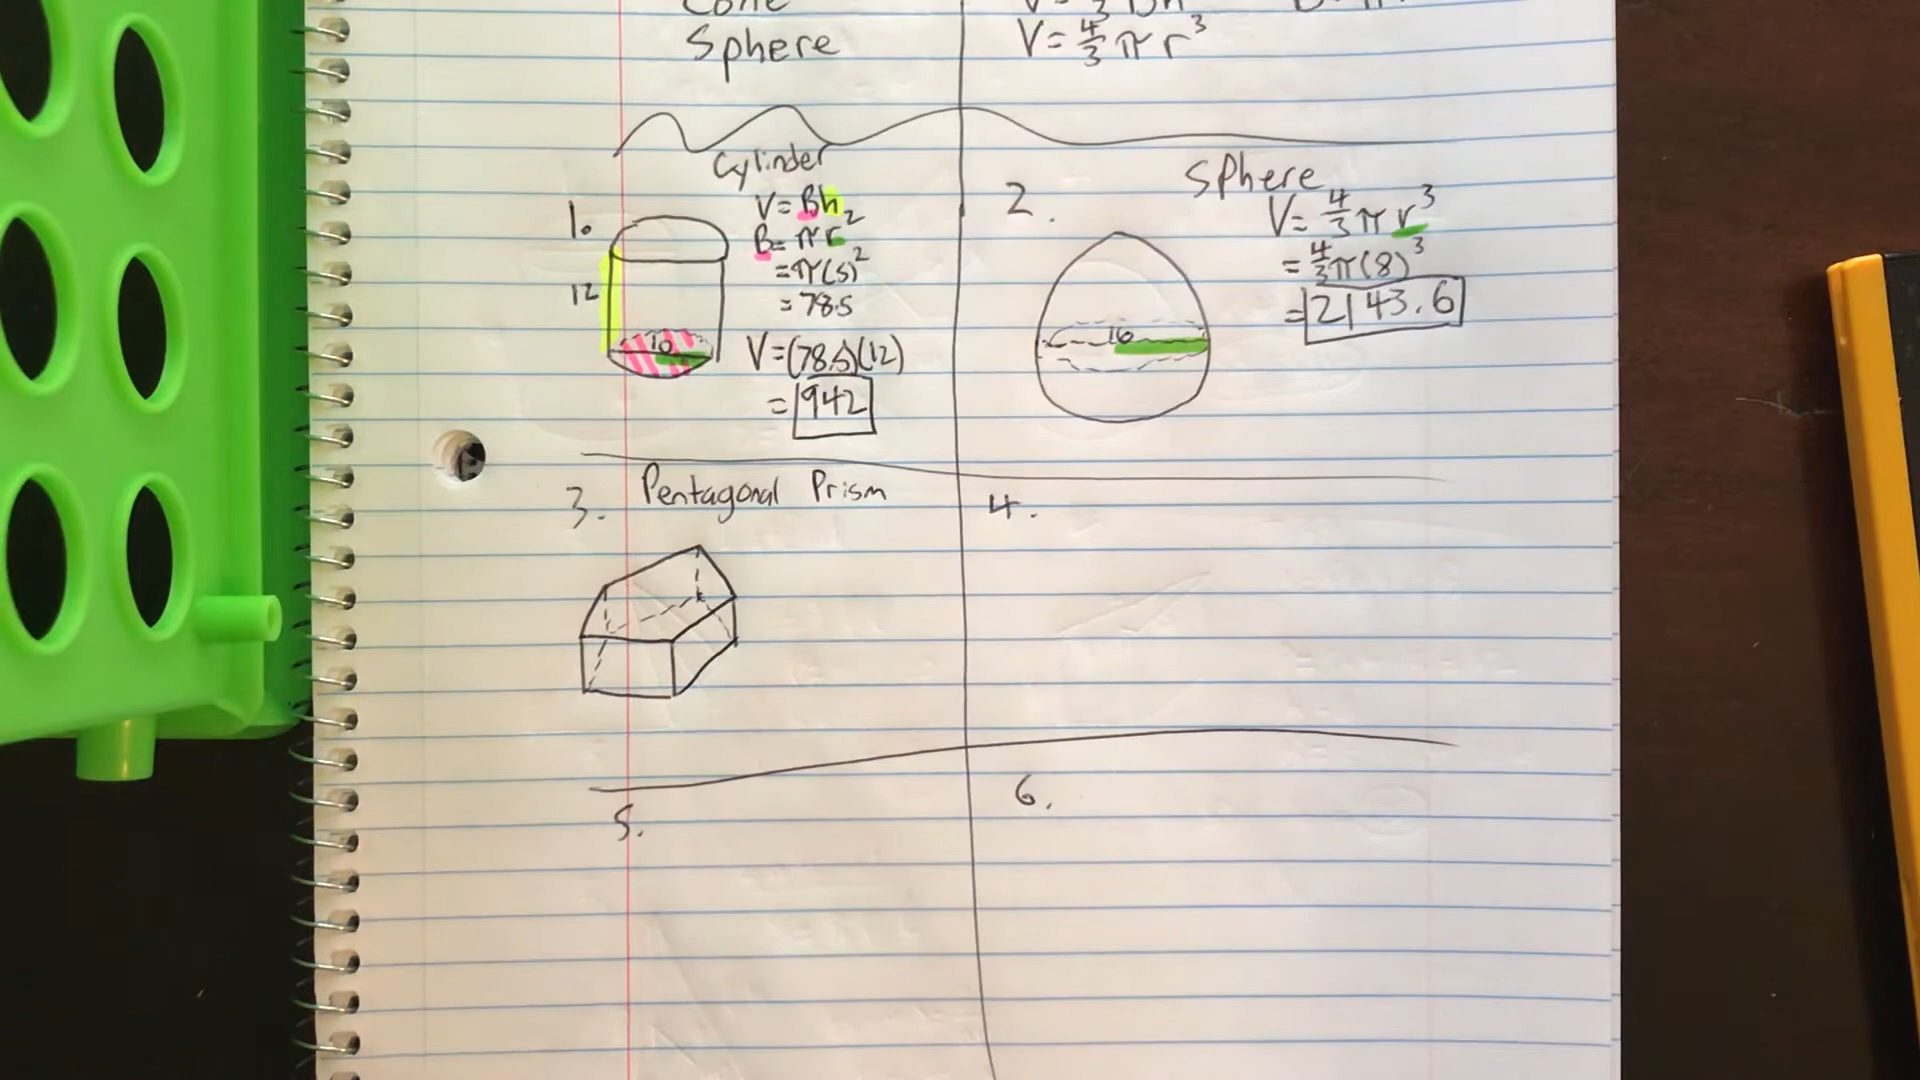 Sphere V = 4/3 π r³
Cylinder
1.
V = Bh
B = π r²
= π(5)²
= 78.5
12
10
V = (78.5)(12)
= 942
Sphere
2.
V = 4/3 π r³
= 4/3 π(8)³
= 2143.6
16
3. Pentagonal Prism
4.
5.
6.